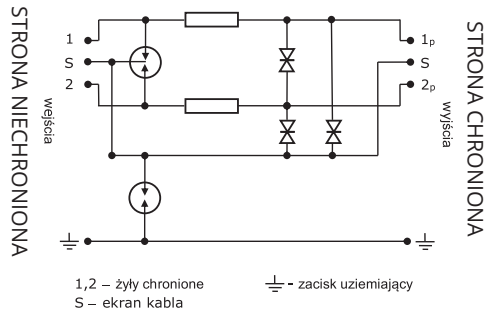 STRONA NIECHRONIONA
wejścia
1
S
2
1p
S
2p
wyjścia
STRONA CHRONIONA
1,2 – żyły chronione
S – ekran kabla
- zacisk uziemiający